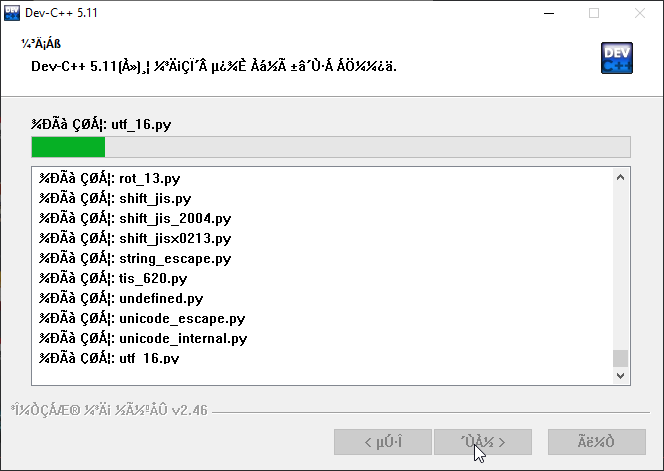 Dev-C++ 5.11
¼³Ä¡Áß
Dev-C++ 5.11(À»)¸¦ ¼³Ä¡ÇÏ´Â µ¿¾È Àá½Ã ±â´Ù·Á ÁÖ¼¼¿ä.
DEV
C++
¾ÐÃà ÇØÁ¦: utf_16.py
¾ÐÃà ÇØÁ¦: rot_13.py
¾ÐÃà ÇØÁ¦: shift_jis.py
¾ÐÃà ÇØÁ¦: shift_jis_2004.py
¾ÐÃà ÇØÁ¦: shift_jisx0213.py
¾ÐÃà ÇØÁ¦: string_escape.py
¾ÐÃà ÇØÁ¦: tis_620.py
¾ÐÃà ÇØÁ¦: undefined.py
¾ÐÃà ÇØÁ¦: unicode_escape.py
¾ÐÃà ÇØÁ¦: unicode_internal.py
¾ÐÃà ÇØÁ¦: utf_16.py
³Î¼ÒÇÁÆ® ¼³Ä¡ ½Ã½ºÅÛ v2.46
< µÚ·Î
´ÙÀ½ >
Ãë¼Ò